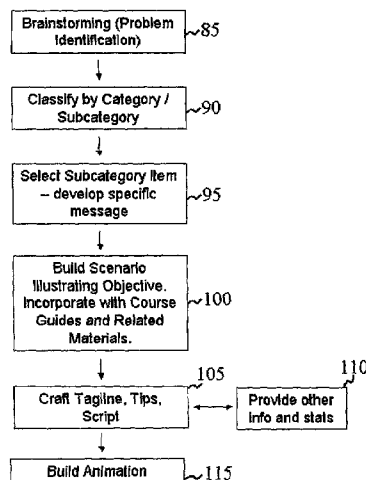 Brainstorming (Problem
Identification)
85
Classify by Category /
Subcategory
90
Select Subcategory Item
-- develop specific
message
95
Build Scenario
Illustrating Objective.
Incorporate with Course
Guides and Related
Materials.
100
105
Craft Tagline, Tips,
Script
110
Provide other
info and stats
Build Animation
115